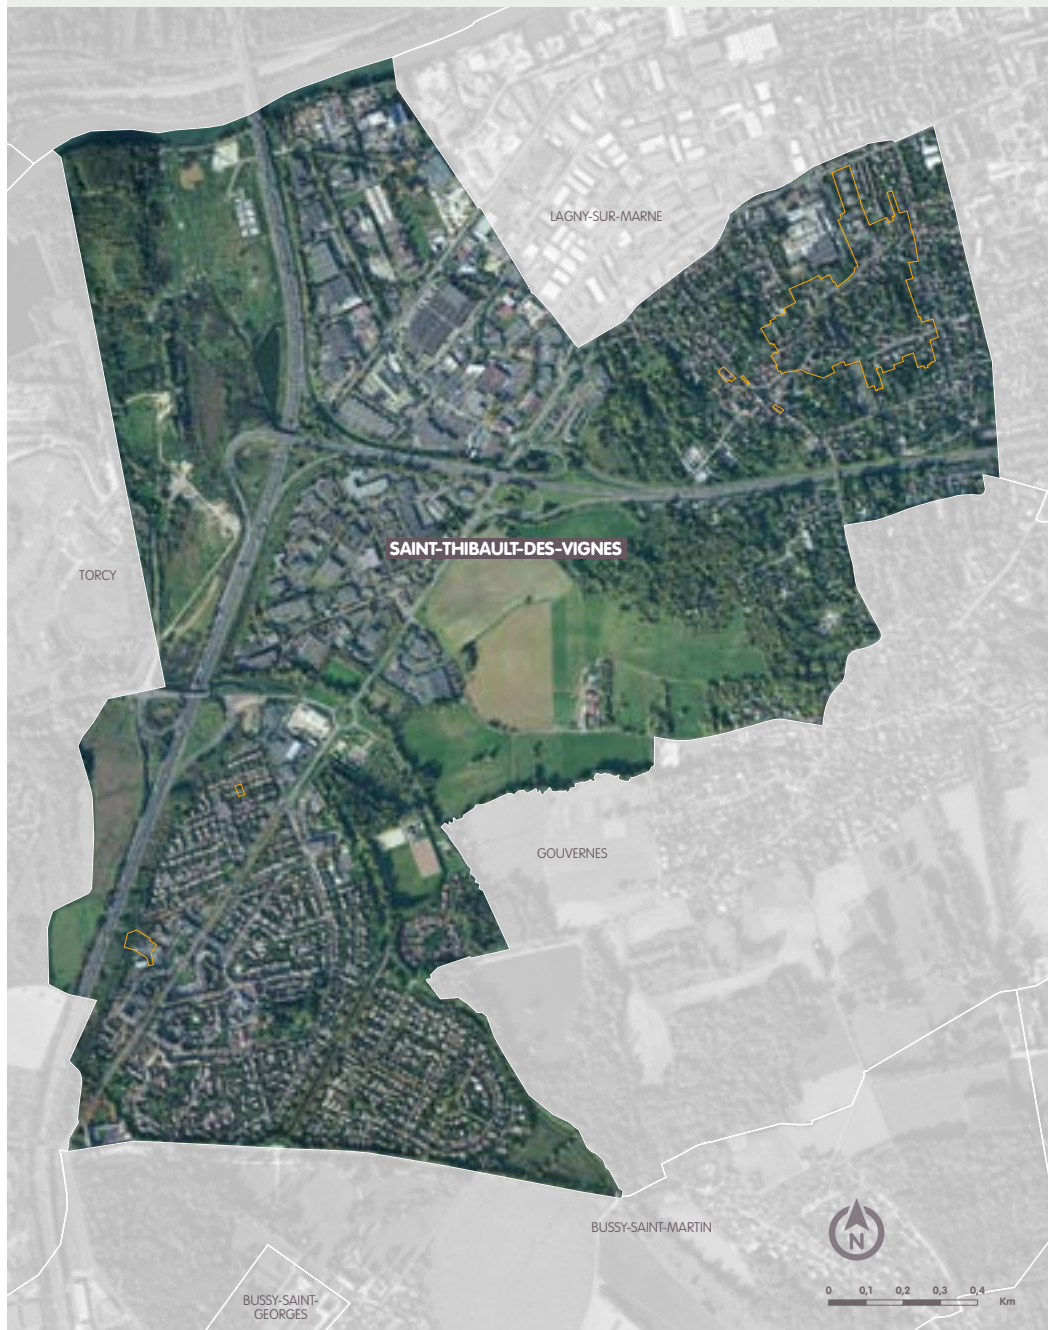 LAGNY-SUR-MARNE
SAINT-THIBAULT-DES-VIGNES
TORCY
GOUVERNES
BUSSY-SAINT-MARTIN
N
BUSSY-SAINT-
GEORGES
0 0,1 0,2 0,3 0,4
Km